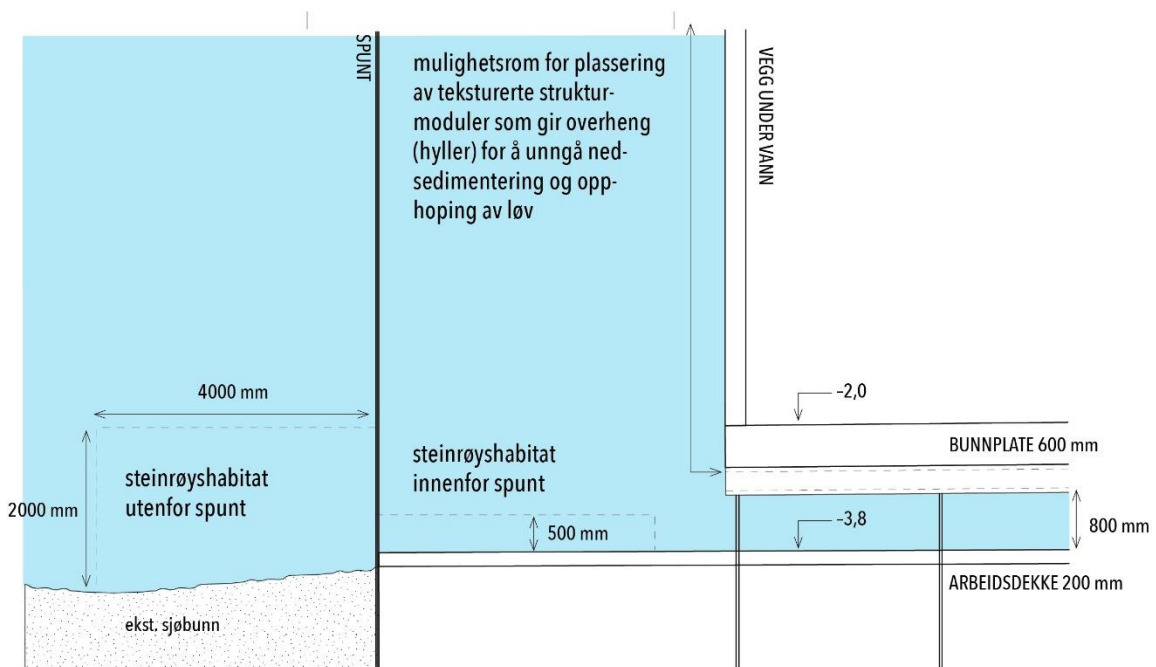 SPUNT
mulighetsrom for plassering
av teksturerte struktur-
moduler som gir overheng
(hyller) for å unngå ned-
sedimentering og opp-
hoping av løv
VEGG UNDER VANN
4000 mm
–2,0
BUNNPLATE 600 mm
steinrøyshabitat
innenfor spunt
steinrøyshabitat
utenfor spunt
2000 mm
500 mm
–3,8
800 mm
ARBEIDSDEKKE 200 mm
ekst. sjøbunn